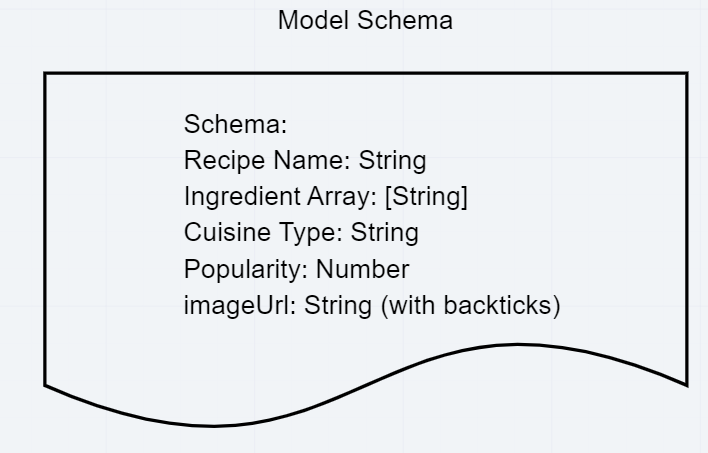 Model Schema
Schema:
Recipe Name: String
Ingredient Array: [String]
Cuisine Type: String
Popularity: Number
imageUrl: String (with backticks)